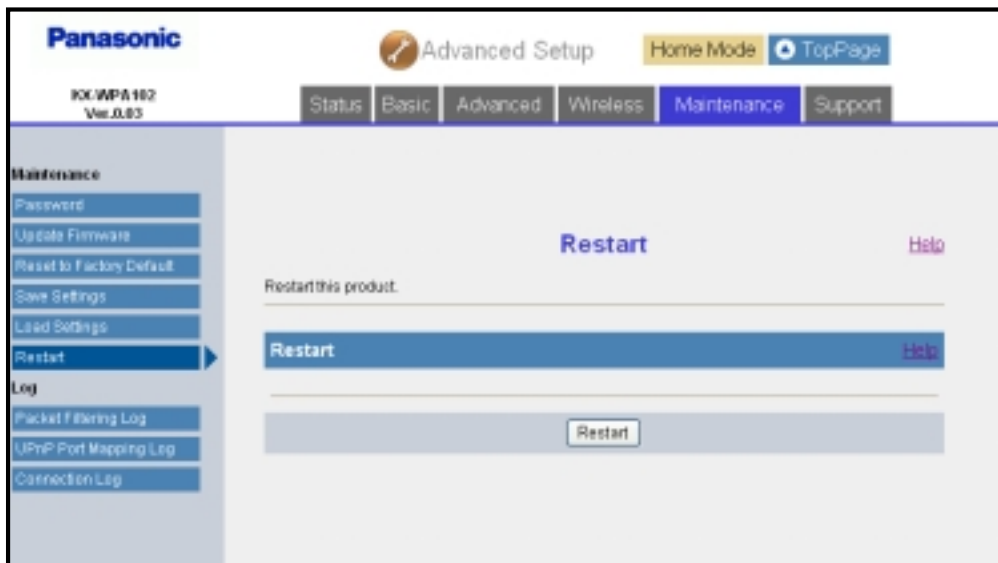 Panasonic
KX-WPA102
Ver.0.03
Advanced Setup
Home Mode
TopPage
Status Basic Advanced Wireless Maintenance Support
Maintenance
Password
Update Firmware
Reset to Factory Default
Save Settings
Load Settings
Restart
Log
Packet Filtering Log
UPnP Port Mapping Log
Connection Log
Restart
Help
Restart this product.
Restart
Help
Restart